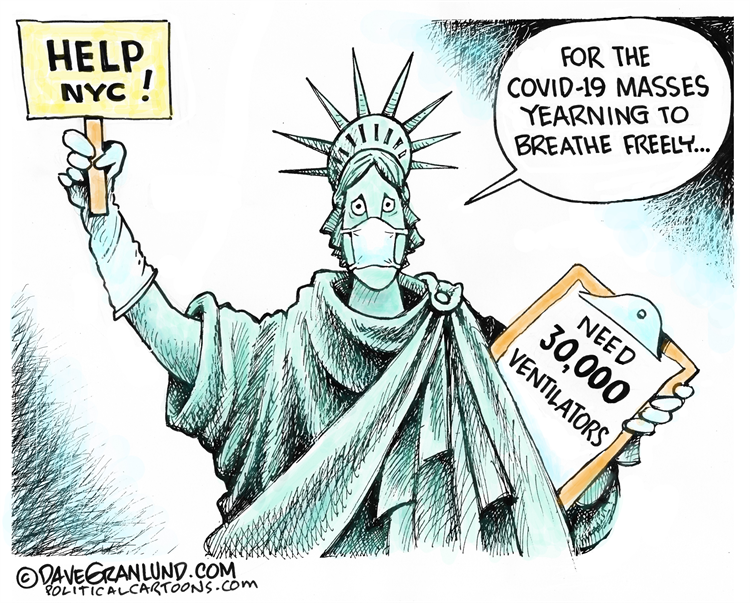 HELP
NYC!
FOR THE
COVID-19 MASSES
YEARNING TO
BREATHE FREELY...
NEED
30,000
VENTILATORS
© DAVEGRANLUND.COM
POLITICALCARTOONS.COM